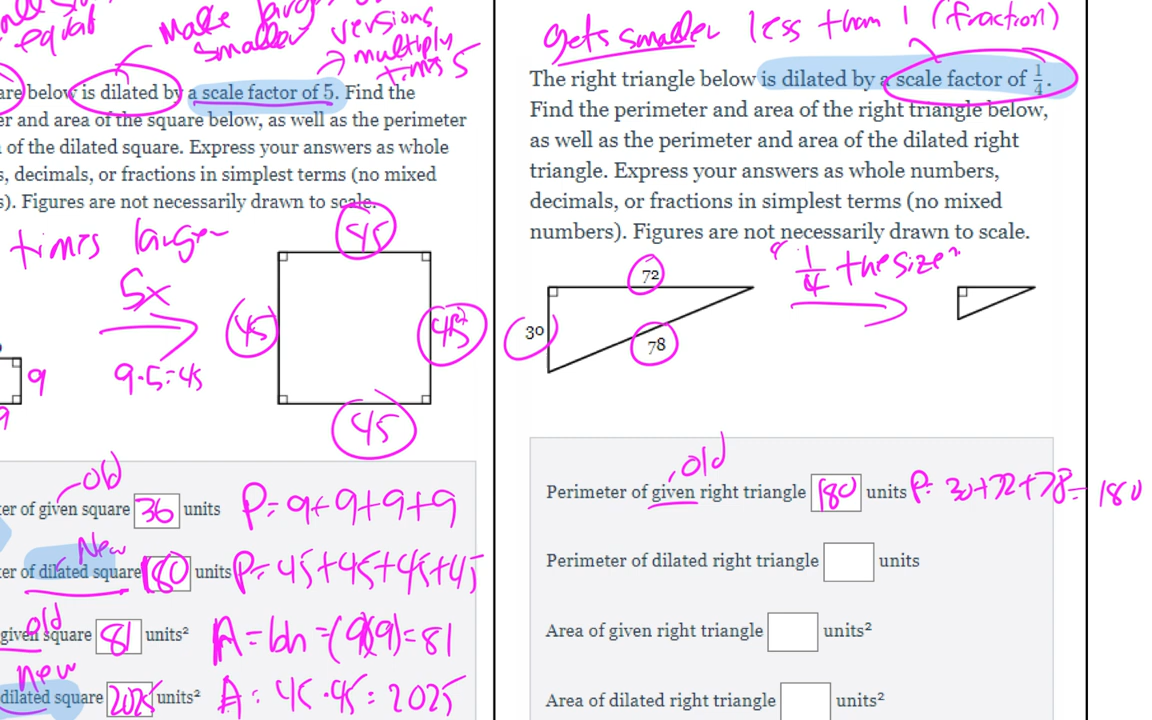 equal
Make
smaller
versions
multiply
times 5
are below is dilated by a scale factor of 5. Find the
er and area of the square below, as well as the perimeter
of the dilated square. Express your answers as whole
s, decimals, or fractions in simplest terms (no mixed
s). Figures are not necessarily drawn to scale.
times larger
5x
9·5=45
9
45
45
45
45
old
ter of given square 36 units P=9+9+9+9
New
ter of dilated square 180 units P=45+45+45+45
old
given square 81 units² A=bh=(9)(9)=81
new
dilated square 2025 units² A=45·45=2025
gets smaller less than 1 (fraction)
The right triangle below is dilated by a scale factor of 1/4.
Find the perimeter and area of the right triangle below,
as well as the perimeter and area of the dilated right
triangle. Express your answers as whole numbers,
decimals, or fractions in simplest terms (no mixed
numbers). Figures are not necessarily drawn to scale.
"1/4 the size"
72
30
78
old
Perimeter of given right triangle 180 units P=30+72+78=180
Perimeter of dilated right triangle units
Area of given right triangle units²
Area of dilated right triangle units²